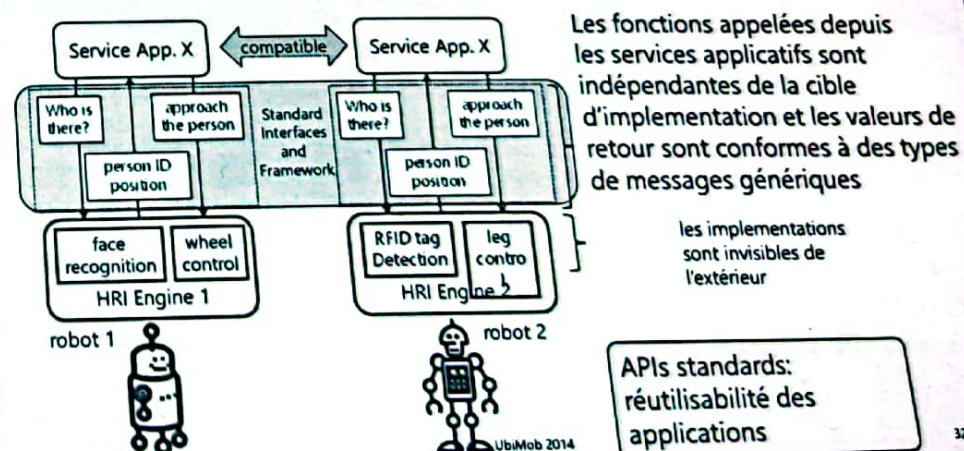 Service App. X
compatible
Service App. X
Who is
there?
approach
the person
person ID
position
Standard
Interfaces
and
Framework
Who is
there?
approach
the person
person ID
position
face
recognition
wheel
control
HRI Engine 1
RFID tag
Detection
leg
contro
l
HRI Engine 2
robot 1
robot 2
Les fonctions appelées depuis
les services applicatifs sont
indépendantes de la cible
d'implementation et les valeurs de
retour sont conformes à des types
de messages génériques
les implementations
sont invisibles de
l'extérieur
APIs standards:
réutilisabilité des
applications
UbiMob 2014
32